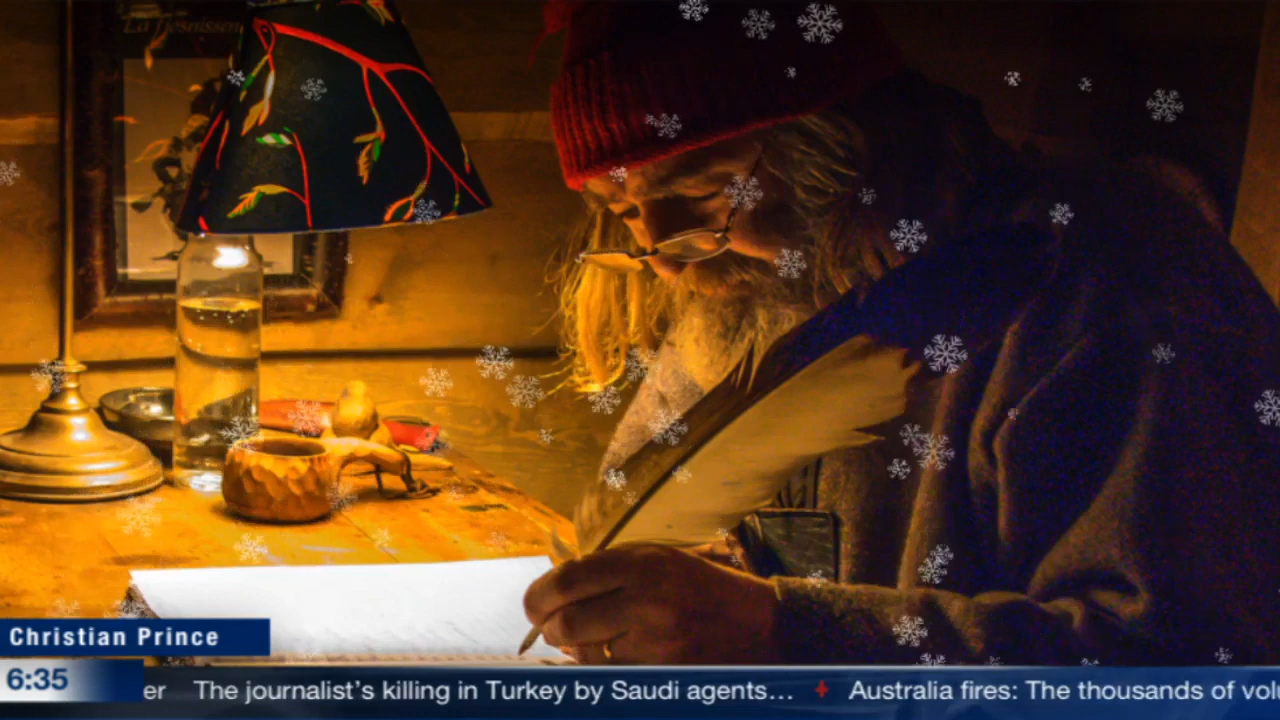 Christian Prince
6:35
er The journalist's killing in Turkey by Saudi agents... Australia fires: The thousands of volu